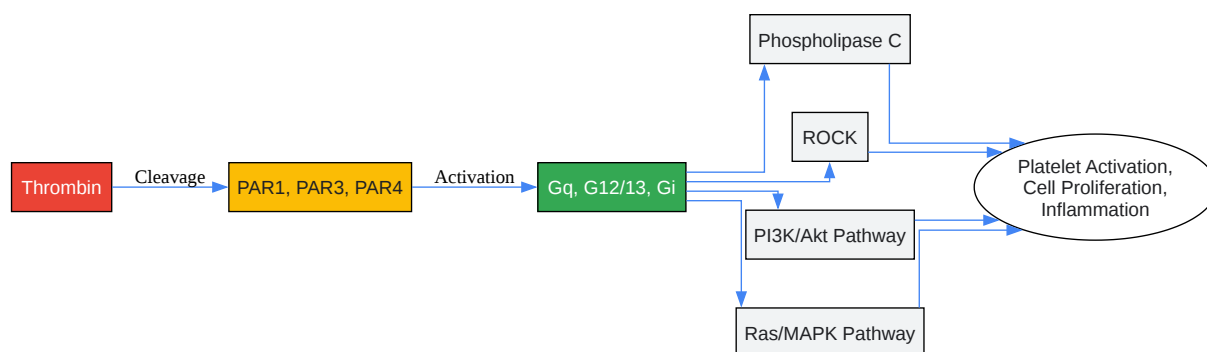 Phospholipase C
ROCK
Thrombin
Cleavage
PAR1, PAR3, PAR4
Activation
Gq, G12/13, Gi
Platelet Activation,
Cell Proliferation,
Inflammation
PI3K/Akt Pathway
Ras/MAPK Pathway